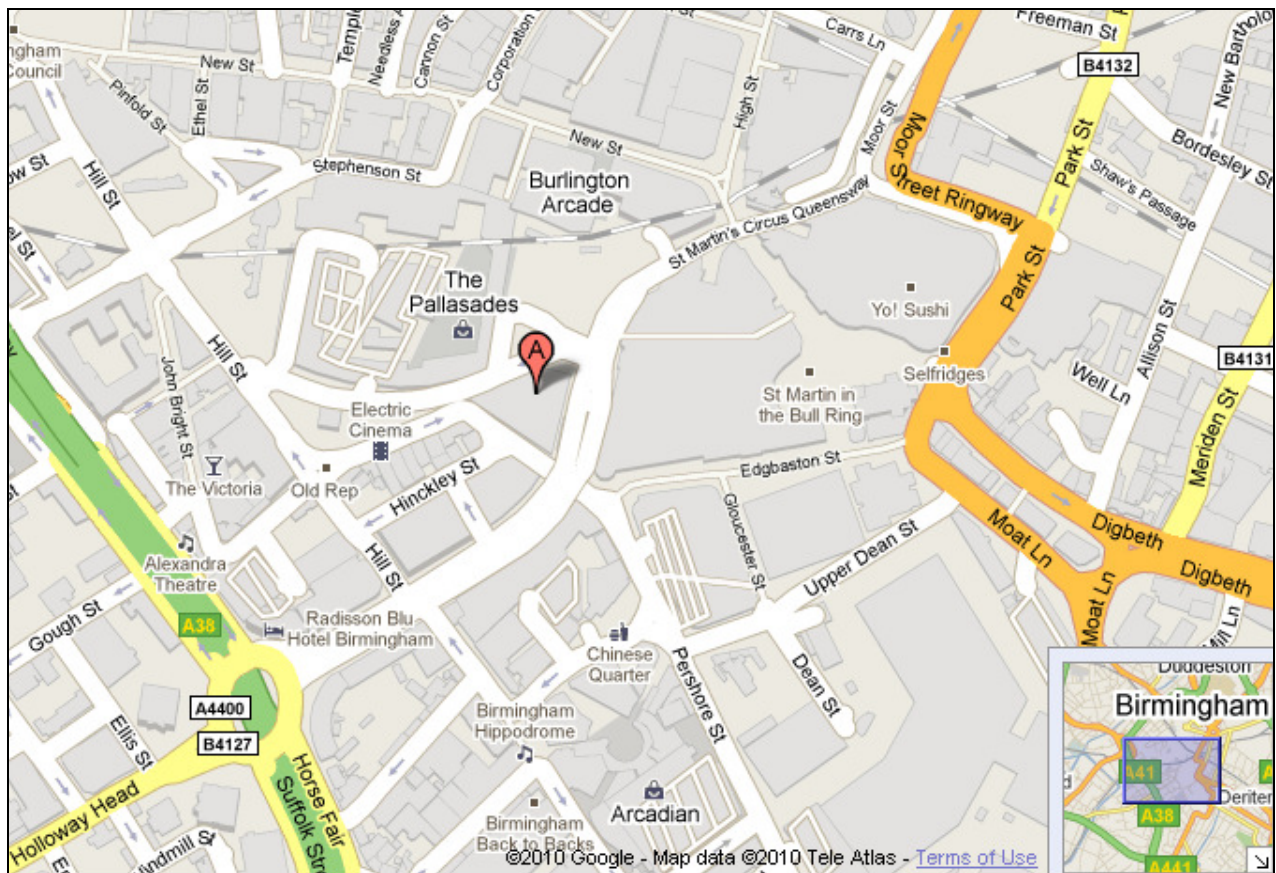 Freeman St
Carrs Ln
B4132
New Bartholo
ngham
Council
New St
Temple
Cannon St
Corporation
Pinfold St
Ethel St
High St
Moor St
Park St
Bordesley St
New St
Stephenson St
Shaw's Passage
Hill St
Burlington
Arcade
Moor Street Ringway
St Martin's Circus Queensway
The
Pallasades
Yo! Sushi
Park St
Allison St
B4131
Hill St
A
Selfridges
Well Ln
John Bright St
Electric
Cinema
St Martin in
the Bull Ring
Meriden St
Edgbaston St
The Victoria
Old Rep
Hinckley St
Gloucester St
Moat Ln
Digbeth
Digbeth
Alexandra
Theatre
Hill St
Upper Dean St
Gough St
A38
Radisson Blu
Hotel Birmingham
Moat Ln
Mill Ln
Chinese
Quarter
Pershore St
Dean St
Duddeston
Birmingham
A4400
B4127
Ellis St
Birmingham
Hippodrome
A41
A38
A441
Horse Fair
Suffolk Stre
Holloway Head
Arcadian
Birmingham
Back to Backs
©2010 Google - Map data ©2010 Tele Atlas - Terms of Use